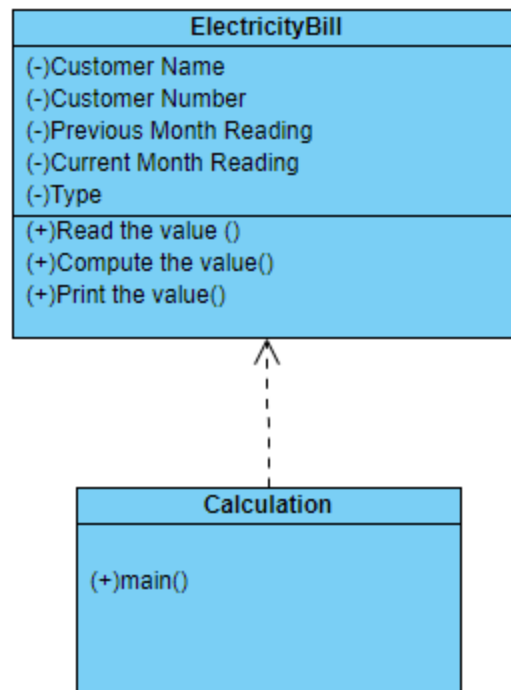 ElectricityBill
(-)Customer Name
(-)Customer Number
(-)Previous Month Reading
(-)Current Month Reading
(-)Type
(+)Read the value ()
(+)Compute the value()
(+)Print the value()
Calculation
(+)main()